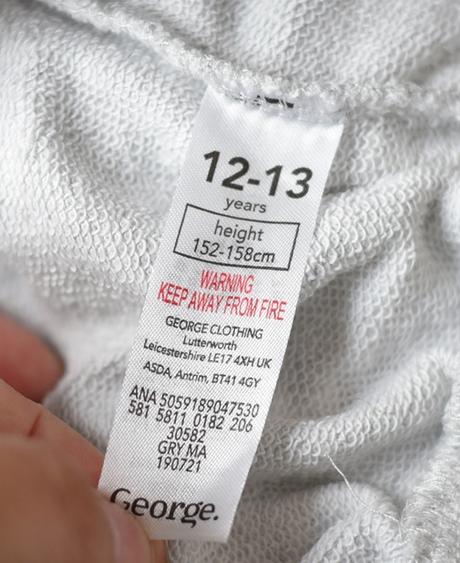 12-13
years
height
152-158cm
WARNING
KEEP AWAY FROM FIRE
GEORGE CLOTHING
Lutterworth
Leicestershire LE17 4XH UK
ASDA, Antrim, BT41 4GY
ANA 5059189047530
581 5811 0182 206
30582
GRY MA
190721
George.